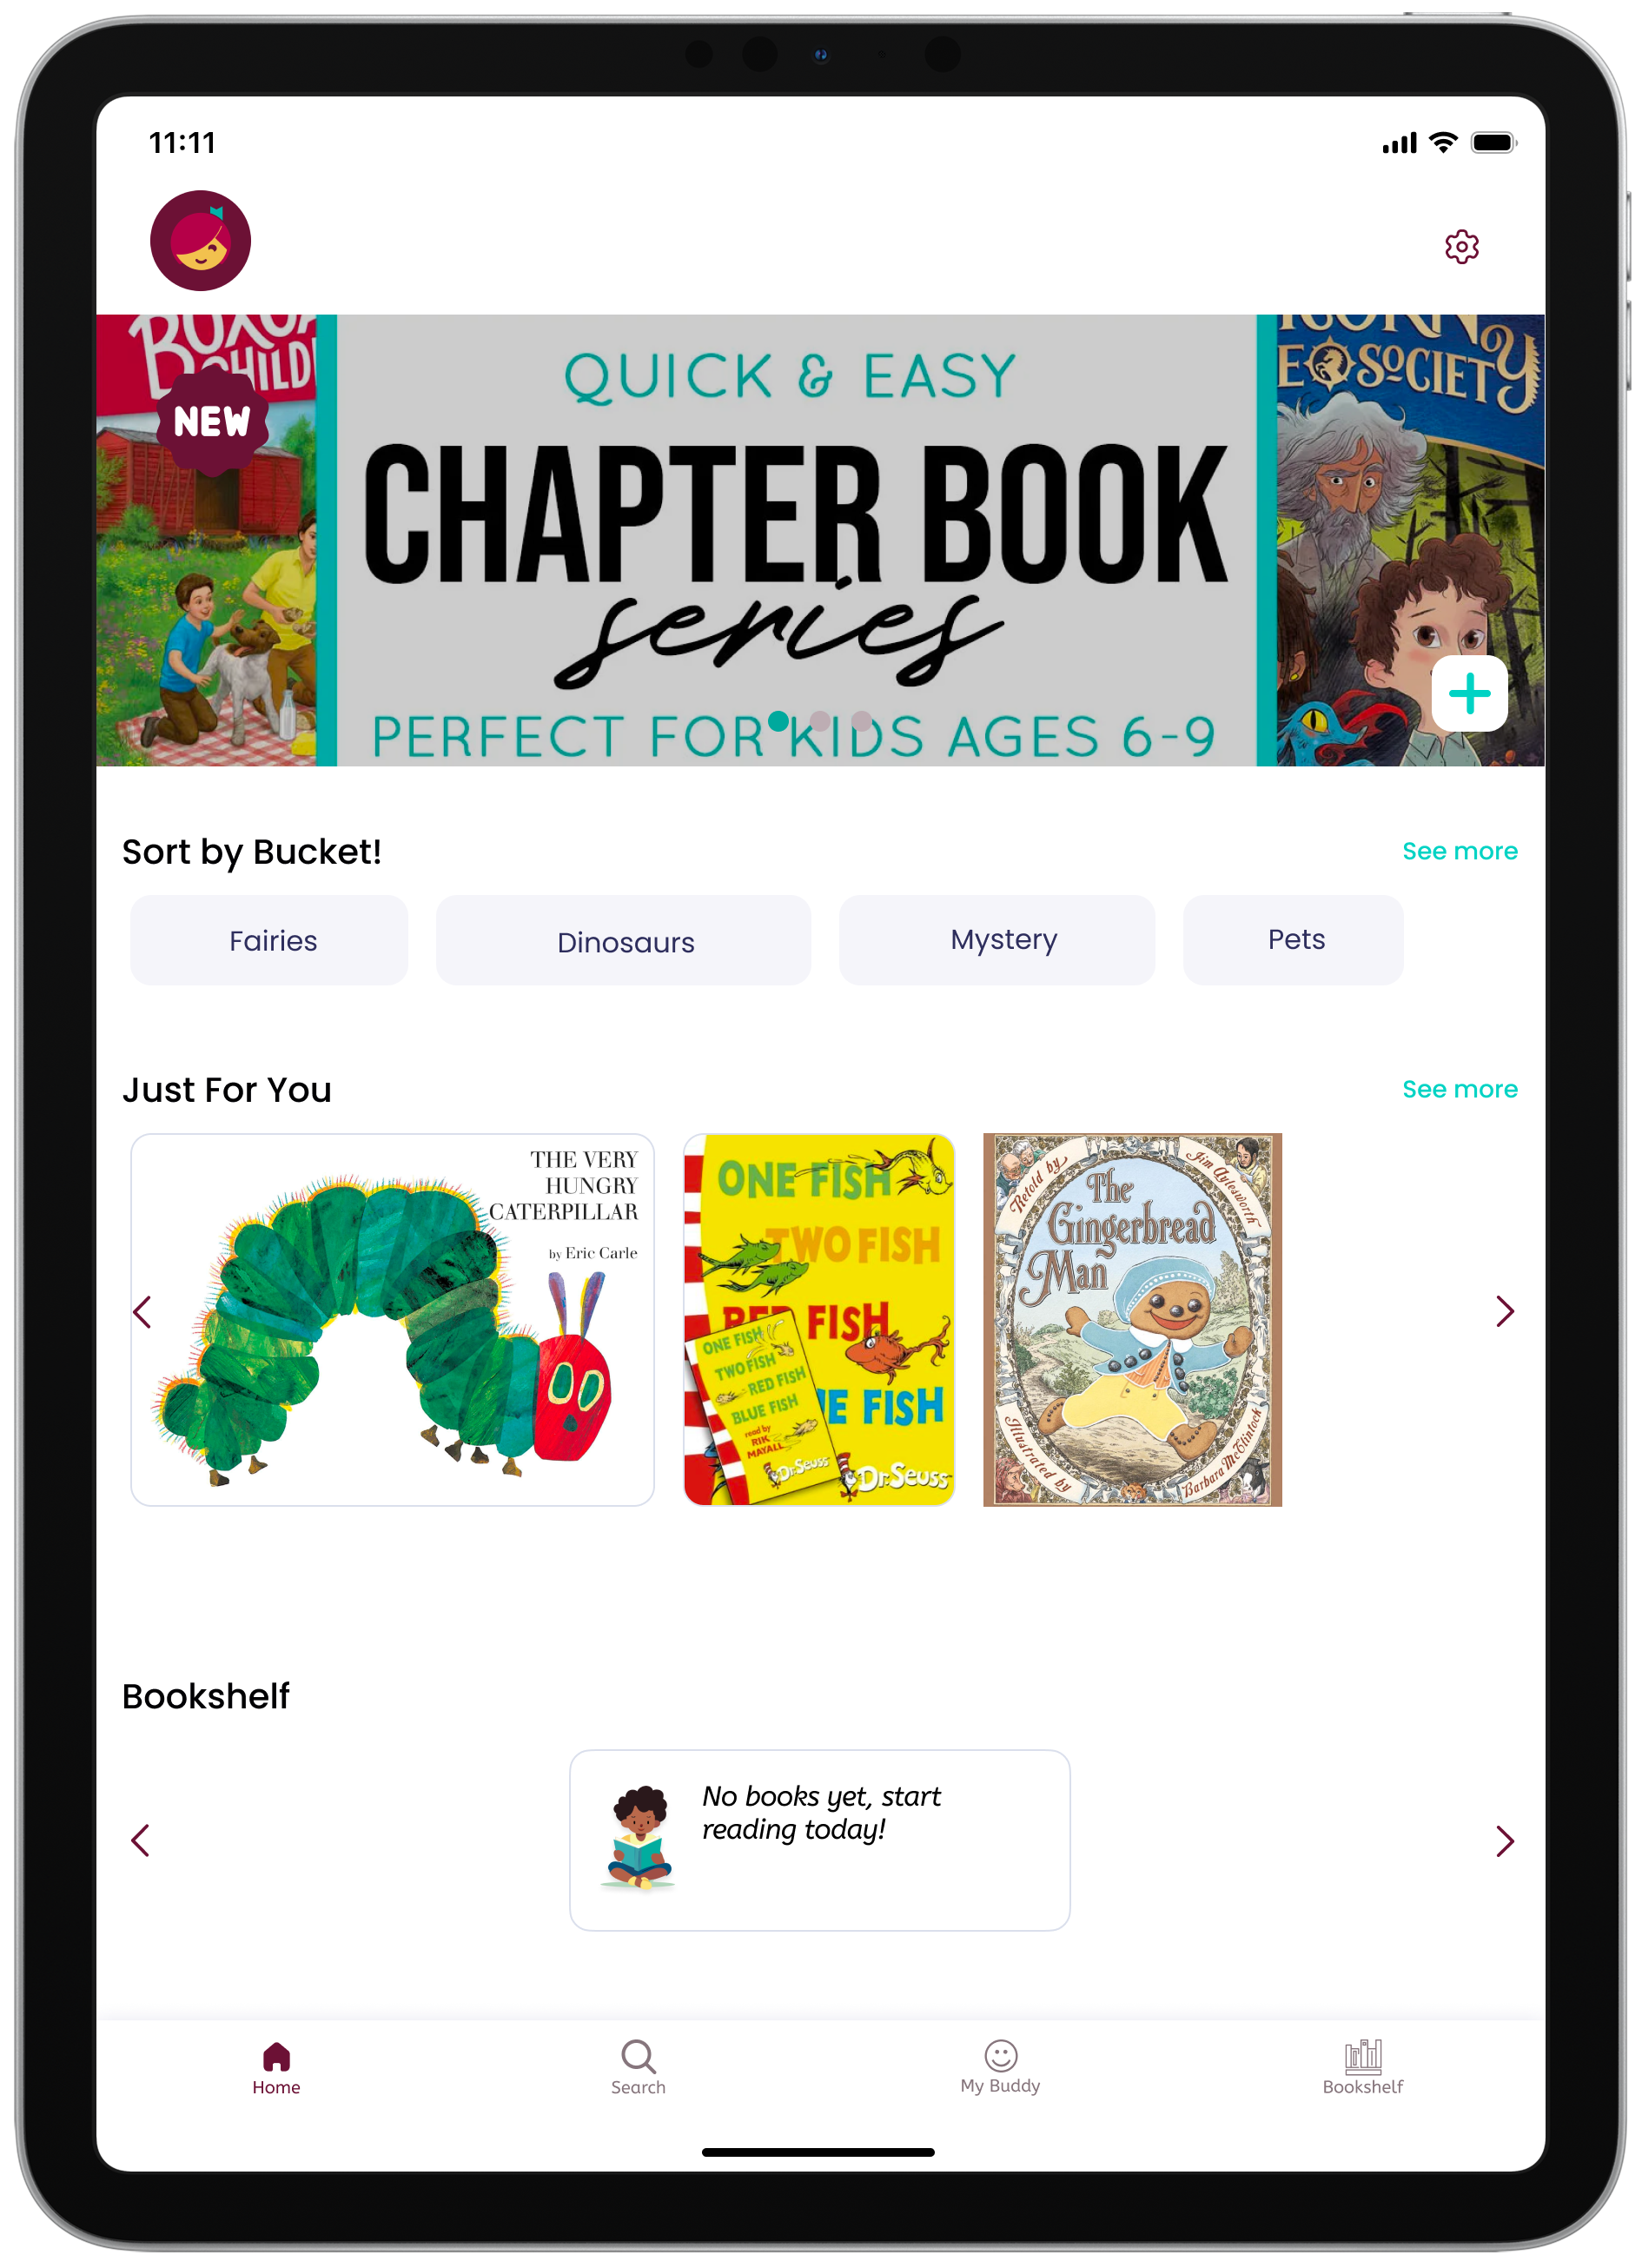 11:11
BOXCA
CHILD
NEW
QUICK & EASY
CHAPTER BOOK
series
PERFECT FOR KIDS AGES 6-9
SOCIETY
Sort by Bucket!
See more
Fairies
Dinosaurs
Mystery
Pets
Just For You
See more
THE VERY
HUNGRY
CATERPILLAR
by Eric Carle
ONE FISH
TWO FISH
RED FISH
E FISH
Dr. Seuss
ONE FISH
TWO FISH
RED FISH
BLUE FISH
read by
RIK
MAYALL
Dr. Seuss
Retold by
Jim Aylesworth
The
Gingerbread
Man
Illustrated by
Barbara McClintock
Bookshelf
No books yet, start
reading today!
Home
Search
My Buddy
Bookshelf